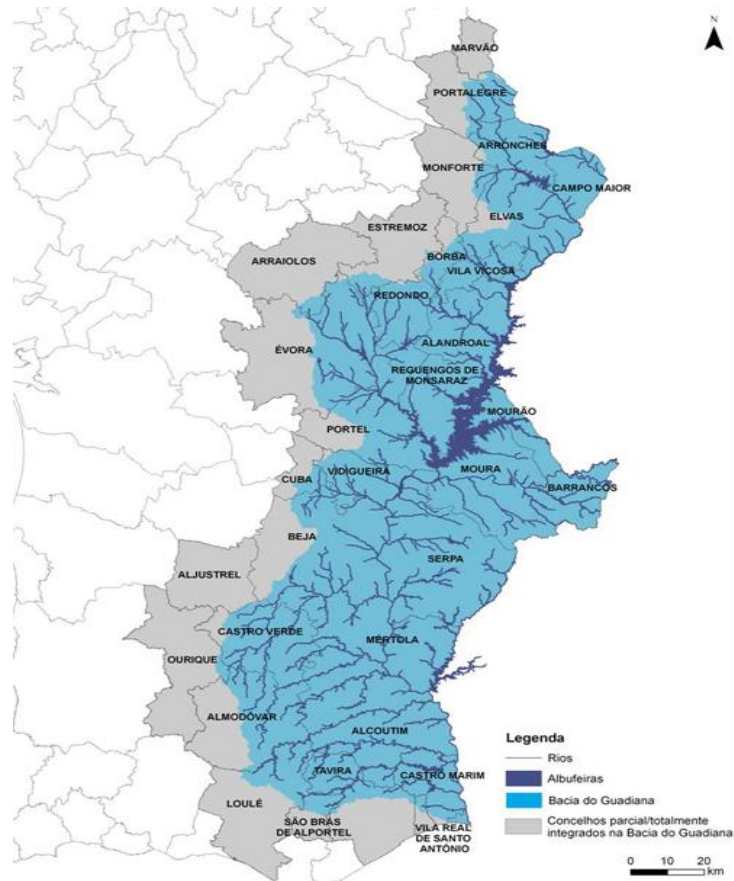 N
MARVÃO
PORTALEGRE
ARRONCHES
MONFORTE
CAMPO MAIOR
ELVAS
ESTREMOZ
BORBA
ARRAIOLOS
VILA VIÇOSA
REDONDO
ÉVORA
ALANDROAL
REGUENGOS DE
MONSARAZ
MOURÃO
PORTEL
VIDIGUEIRA
MOURA
CUBA
BARRANCOS
BEJA
SERPA
ALJUSTREL
CASTRO VERDE
MÉRTOLA
OURIQUE
ALMODÔVAR
ALCOUTIM
TAVIRA
CASTRO MARIM
LOULÉ
SÃO BRÁS
DE ALPORTEL
VILA REAL
DE SANTO
ANTÓNIO
Legenda
Rios
Albufeiras
Bacia do Guadiana
Concelhos parcial/totalmente
integrados na Bacia do Guadiana
0 10 20
km